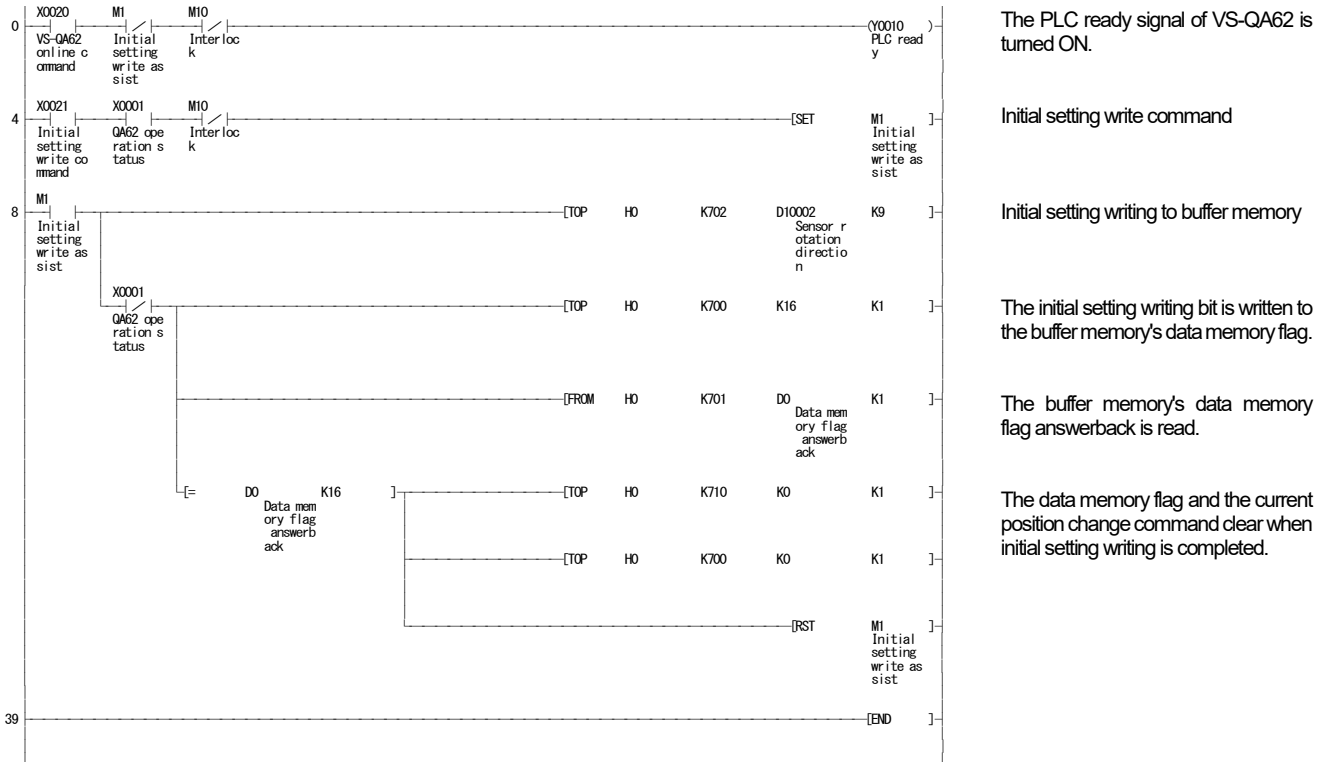 X0020 M1 M10
0 (Y0010 )
VS-QA62 Initial Interloc PLC read
online c setting k y
ommand write as
sist
The PLC ready signal of VS-QA62 is
turned ON.
X0021 X0001 M10
4 [SET M1 ]
Initial QA62 ope Interloc Initial
setting ration s k setting
write co tatus write as
mmand sist
Initial setting write command
M1
8 [TOP H0 K702 D10002 K9 ]
Initial Sensor r
setting otation
write as directio
sist n
Initial setting writing to buffer memory
X0001
[TOP H0 K700 K16 K1 ]
QA62 ope
ration s
tatus
The initial setting writing bit is written to
the buffer memory's data memory flag.
[FROM H0 K701 D0 K1 ]
Data mem
ory flag
answerb
ack
The buffer memory's data memory
flag answerback is read.
[= D0 K16 ] [TOP H0 K710 K0 K1 ]
Data mem
ory flag
answerb
ack
The data memory flag and the current
position change command clear when
initial setting writing is completed.
[TOP H0 K700 K0 K1 ]
[RST M1 ]
Initial
setting
write as
sist
39 [END ]